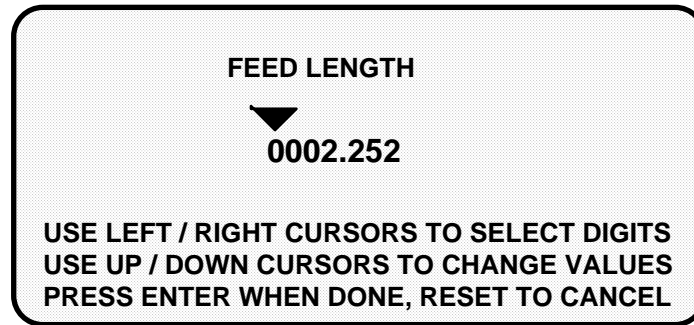 FEED LENGTH
0002.252
USE LEFT / RIGHT CURSORS TO SELECT DIGITS
USE UP / DOWN CURSORS TO CHANGE VALUES
PRESS ENTER WHEN DONE, RESET TO CANCEL